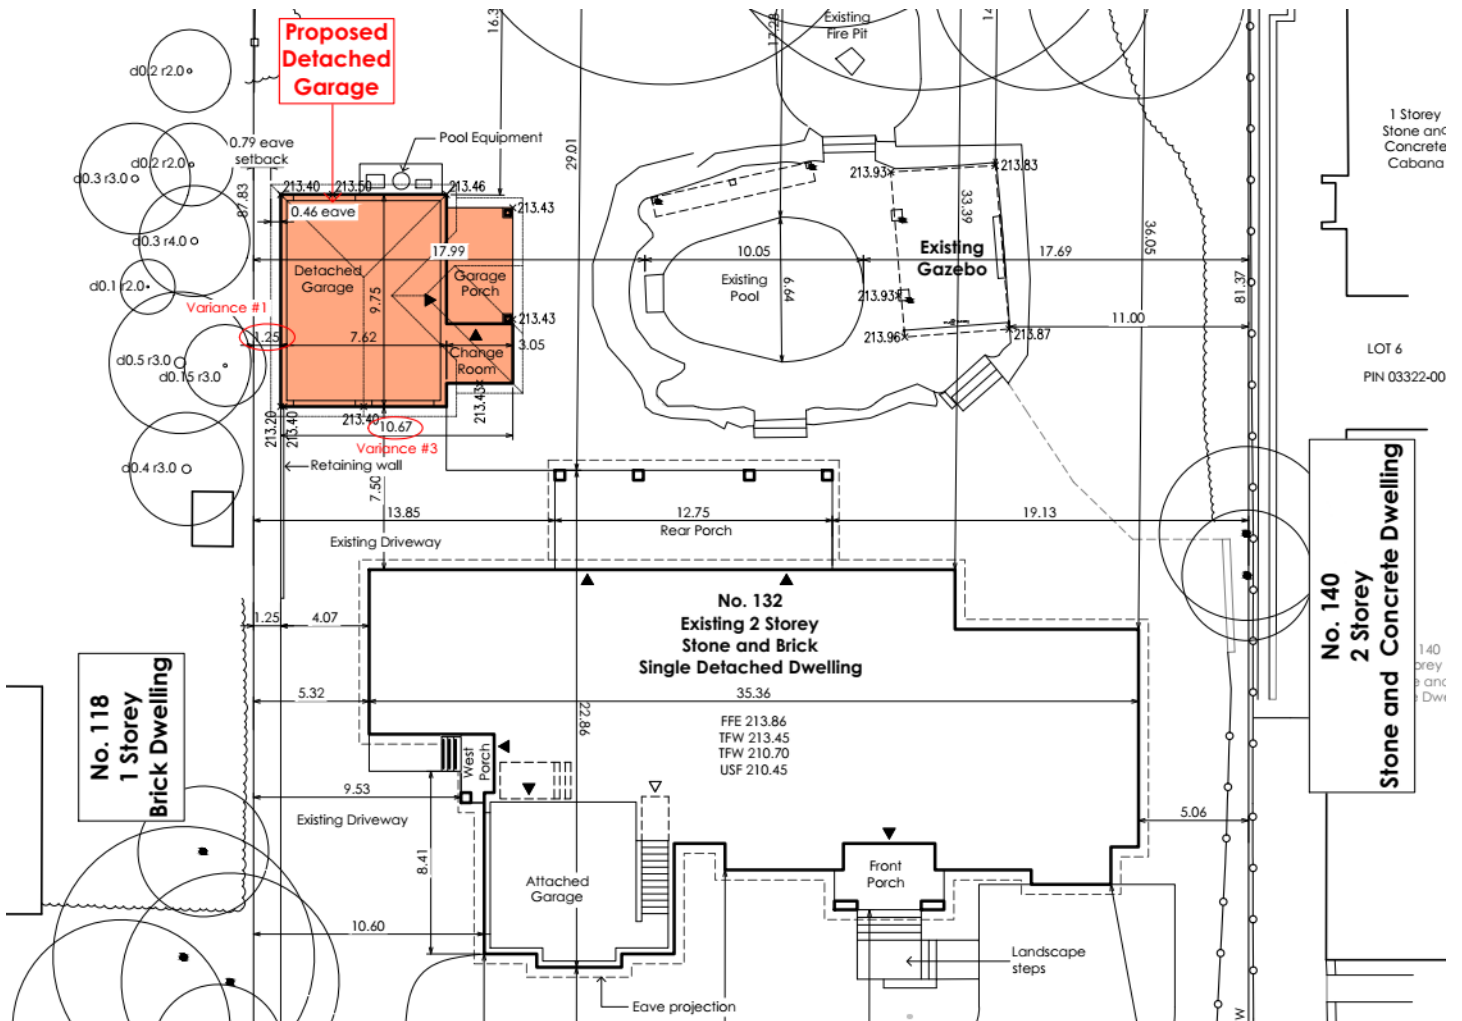 Proposed
Detached
Garage
16.3
17.28
14
Existing
Fire Pit
d0.2 r2.0
1 Storey
Stone and
Concrete
Cabana
0.79 eave
setback
Pool Equipment
29.01
d0.2 r2.0
d0.3 r3.0
213.40
213.50
213.46
213.93
213.83
87.83
0.46 eave
213.43
33.39
36.05
d0.3 r4.0
17.99
10.05
Existing
Gazebo
17.69
Detached
Garage
Garage
Porch
Existing
Pool
6.94
81.37
d0.1 r2.0
9.75
213.93
Variance #1
213.43
11.00
1.25
7.62
3.05
213.96
213.87
Change
Room
LOT 6
d0.5 r3.0
d0.15 r3.0
PIN 03322-00
213.43
213.20
213.40
213.40
10.67
Variance #3
Retaining wall
d0.4 r3.0
7.50
13.85
12.75
19.13
Rear Porch
Existing Driveway
No. 132
Existing 2 Storey
Stone and Brick
Single Detached Dwelling
1.25
4.07
No. 140
2 Storey
Stone and Concrete Dwelling
140
No. 118
1 Storey
Brick Dwelling
5.32
35.36
22.86
FFE 213.86
TFW 213.45
TFW 210.70
USF 210.45
West
Porch
9.53
5.06
Existing Driveway
8.41
Front
Porch
Attached
Garage
10.60
Landscape
steps
Eave projection
W